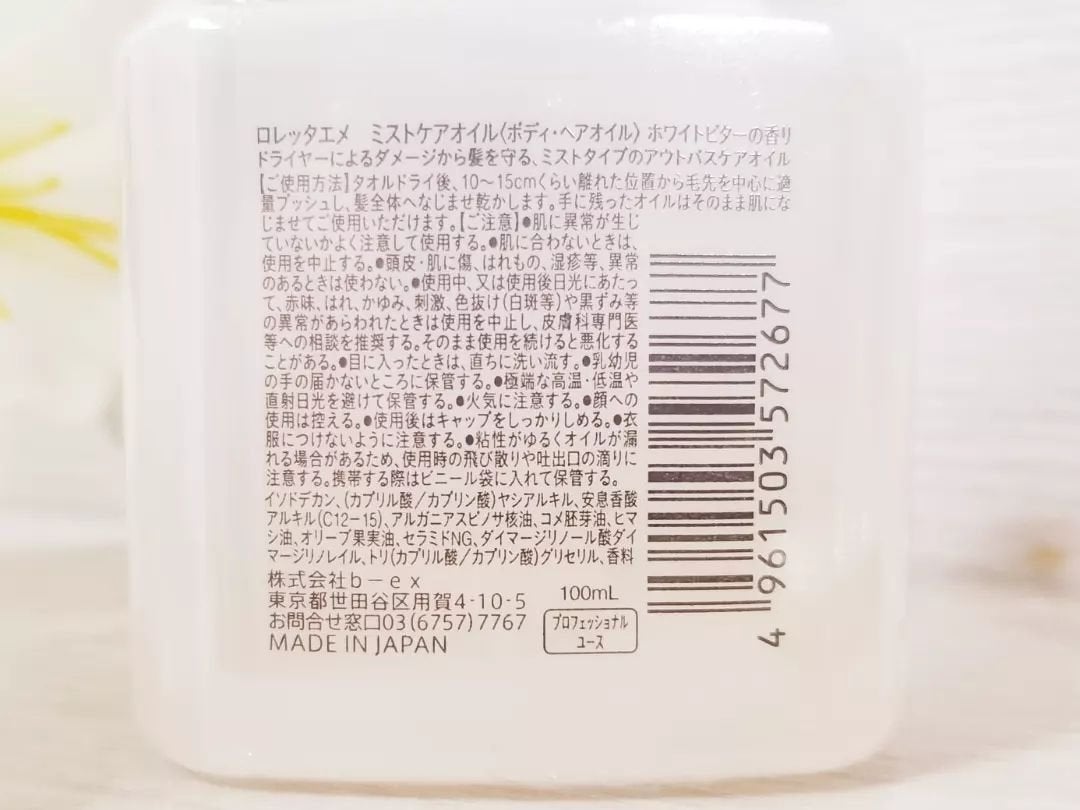 ロレッタエメ　ミストケアオイル〈ボディ・ヘアオイル〉 ホワイトビターの香り
ドライヤーによるダメージから髪を守る、ミストタイプのアウトバスケアオイル
【ご使用方法】タオルドライ後、10〜15cmくらい離れた位置から毛先を中心に適
量プッシュし、髪全体へなじませ乾かします。手に残ったオイルはそのまま肌にな
じませてご使用いただけます。【ご注意】●肌に異常が生じ
ていないかよく注意して使用する。●肌に合わないときは、
使用を中止する。●頭皮・肌に傷、はれもの、湿疹等、異常
のあるときは使わない。●使用中、又は使用後日光にあたっ
て、赤味、はれ、かゆみ、刺激、色抜け(白斑等)や黒ずみ等
の異常があらわれたときは使用を中止し、皮膚科専門医
等への相談を推奨する。そのまま使用を続けると悪化する
ことがある。●目に入ったときは、直ちに洗い流す。●乳幼児
の手の届かないところに保管する。●極端な高温・低温や
直射日光を避けて保管する。●火気に注意する。●顔への
使用は控える。●使用後はキャップをしっかりしめる。●衣
服につけないように注意する。●粘性がゆるくオイルが漏
れる場合があるため、使用時の飛び散りや吐出口の滴りに
注意する。携帯する際はビニール袋に入れて保管する。
イソドデカン、(カプリル酸／カプリン酸)ヤシアルキル、安息香酸
アルキル(C12－15)、アルガニアスピノサ核油、コメ胚芽油、ヒマ
シ油、オリーブ果実油、セラミドNG、ダイマージリノール酸ダイ
マージリノレイル、トリ(カプリル酸／カプリン酸)グリセリル、香料
株式会社ｂ－ｅｘ
東京都世田谷区用賀4-10-5
お問合せ窓口03(6757)7767
MADE IN JAPAN
100mL
プロフェッショナル
ユース
4961503572677